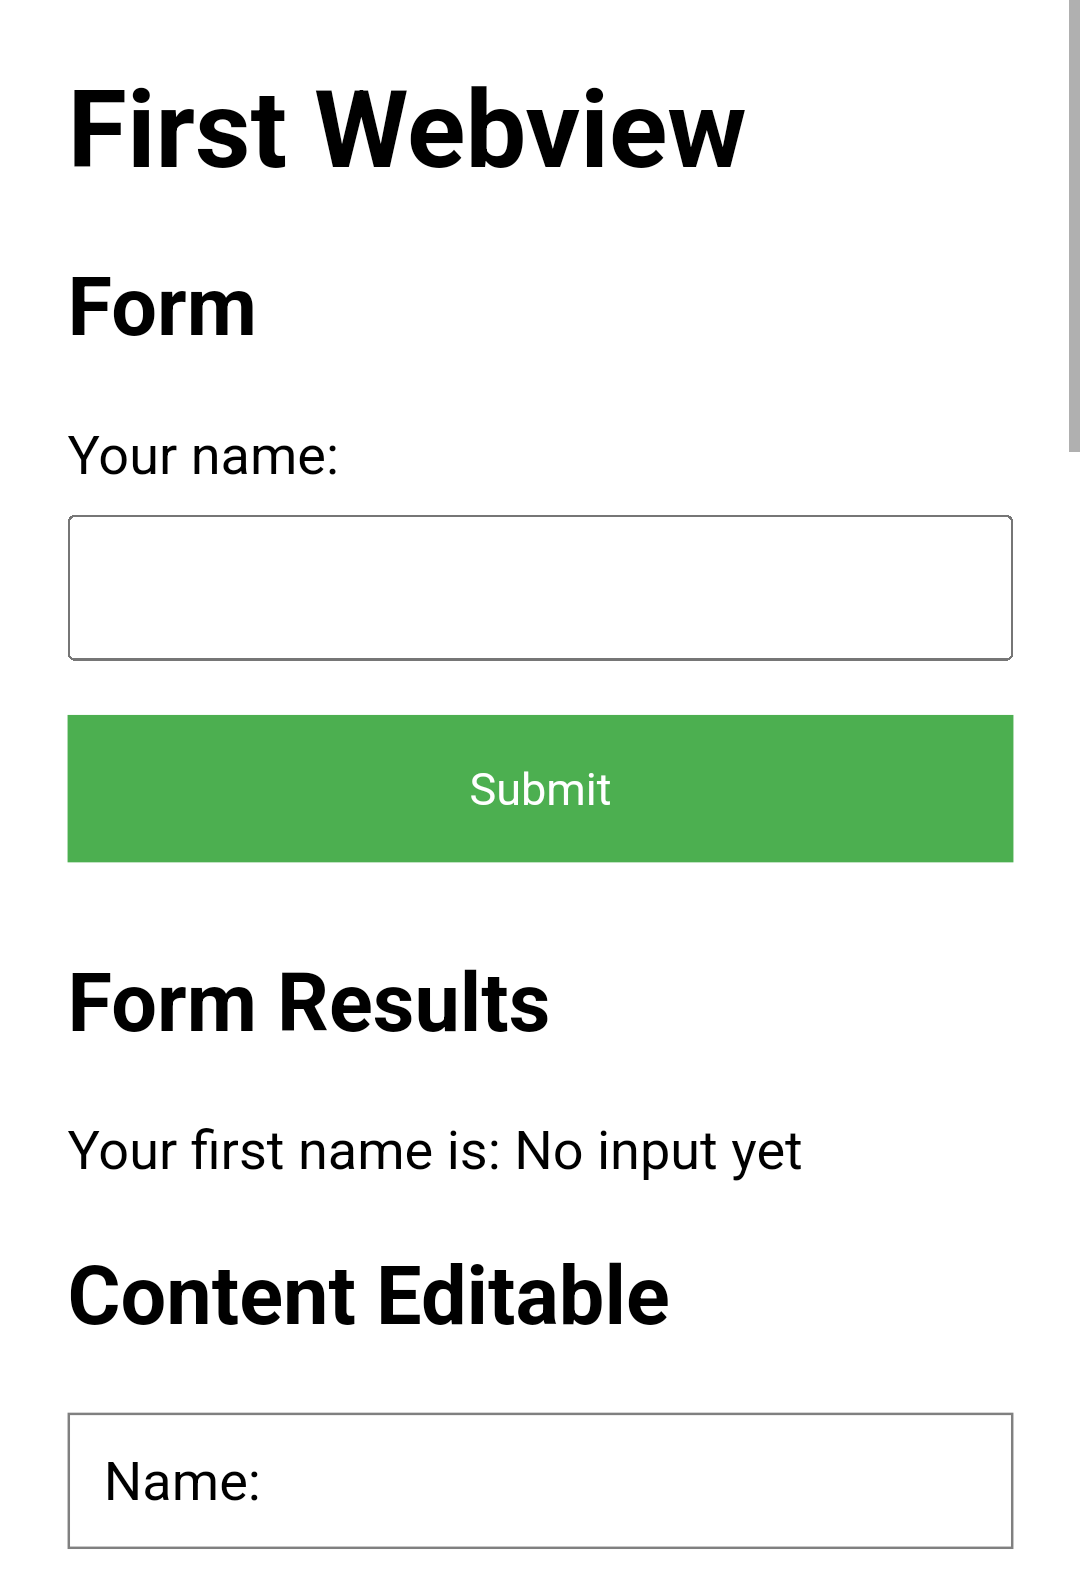 First Webview
Form
Your name:
Submit
Form Results
Your first name is: No input yet
Content Editable
Name: